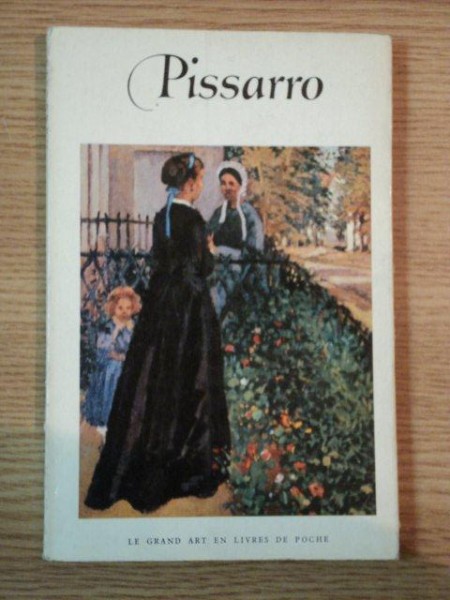 Pissarro
LE GRAND ART EN LIVRES DE POCHE